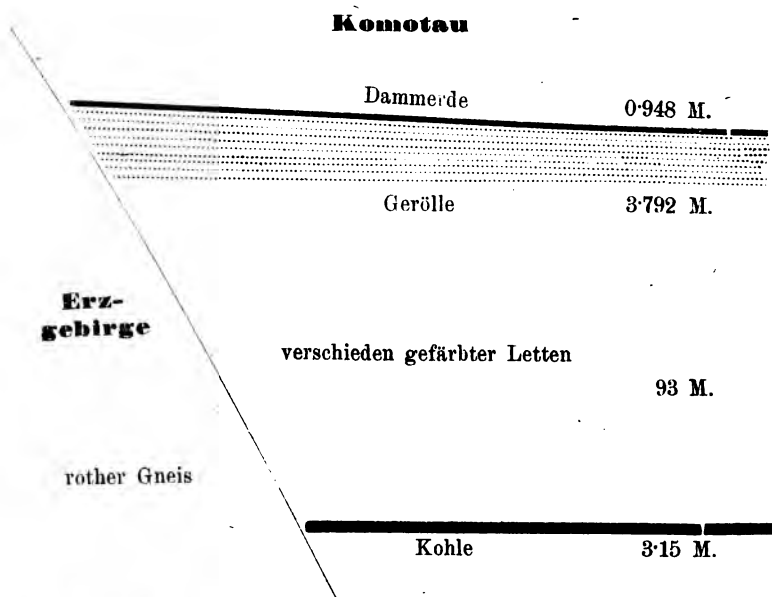 Komotau
Dammerde 0·948 M.
Gerölle 3·792 M.
Erz-
gebirge
verschieden gefärbter Letten
93 M.
rother Gneis
Kohle 3·15 M.